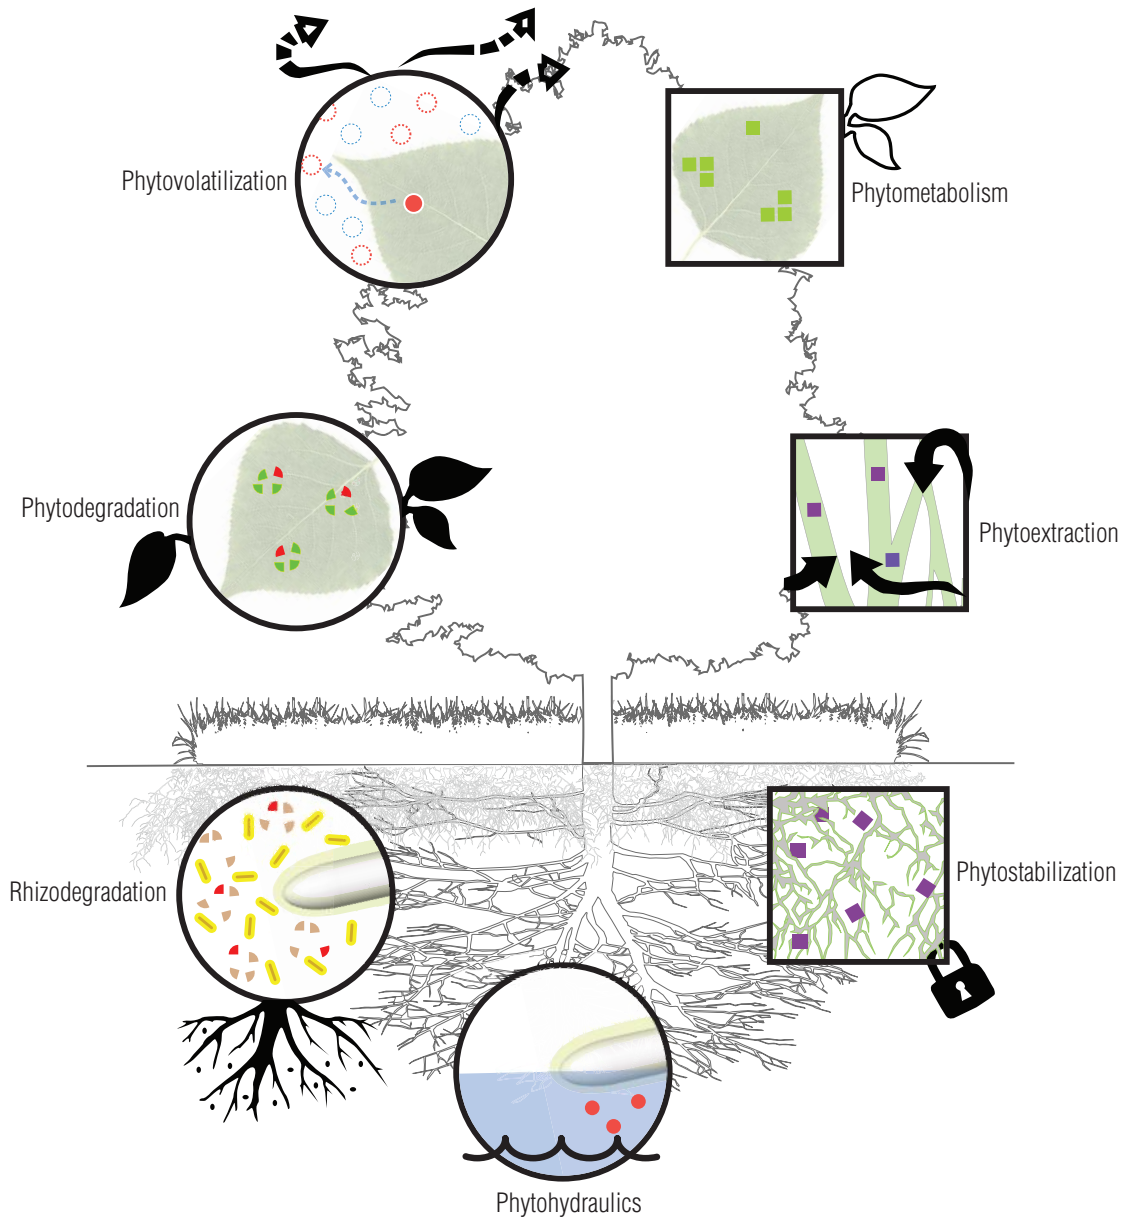 Phytovolatilization
Phytometabolism
Phytodegradation
Phytoextraction
Rhizodegradation
Phytostabilization
Phytohydraulics